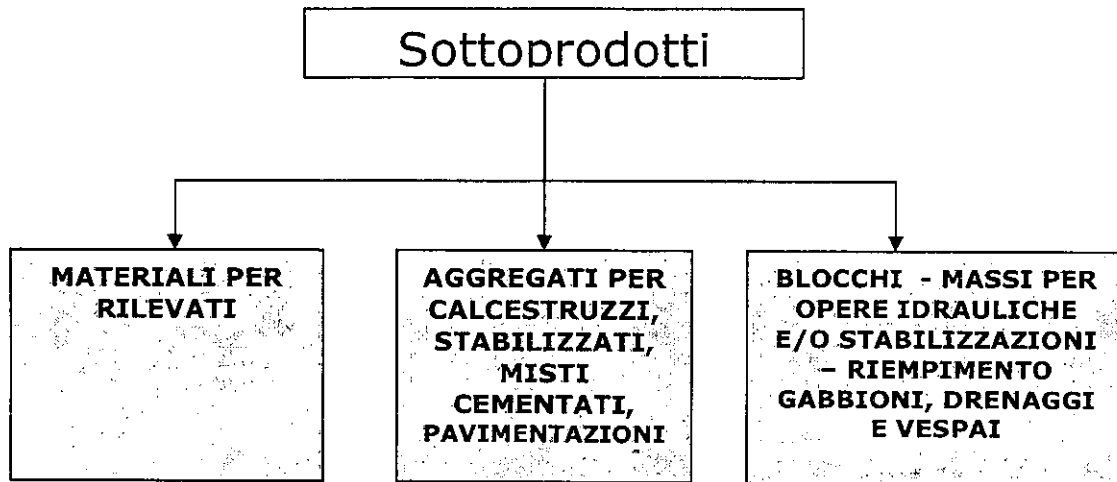 Sottoprodotti
MATERIALI PER
RILEVATI
AGGREGATI PER
CALCESTRUZZI,
STABILIZZATI,
MISTI
CEMENTATI,
PAVIMENTAZIONI
BLOCCHI - MASSI PER
OPERE IDRAULICHE
E/O STABILIZZAZIONI
– RIEMPIMENTO
GABBIONI, DRENAGGI
E VESPAI